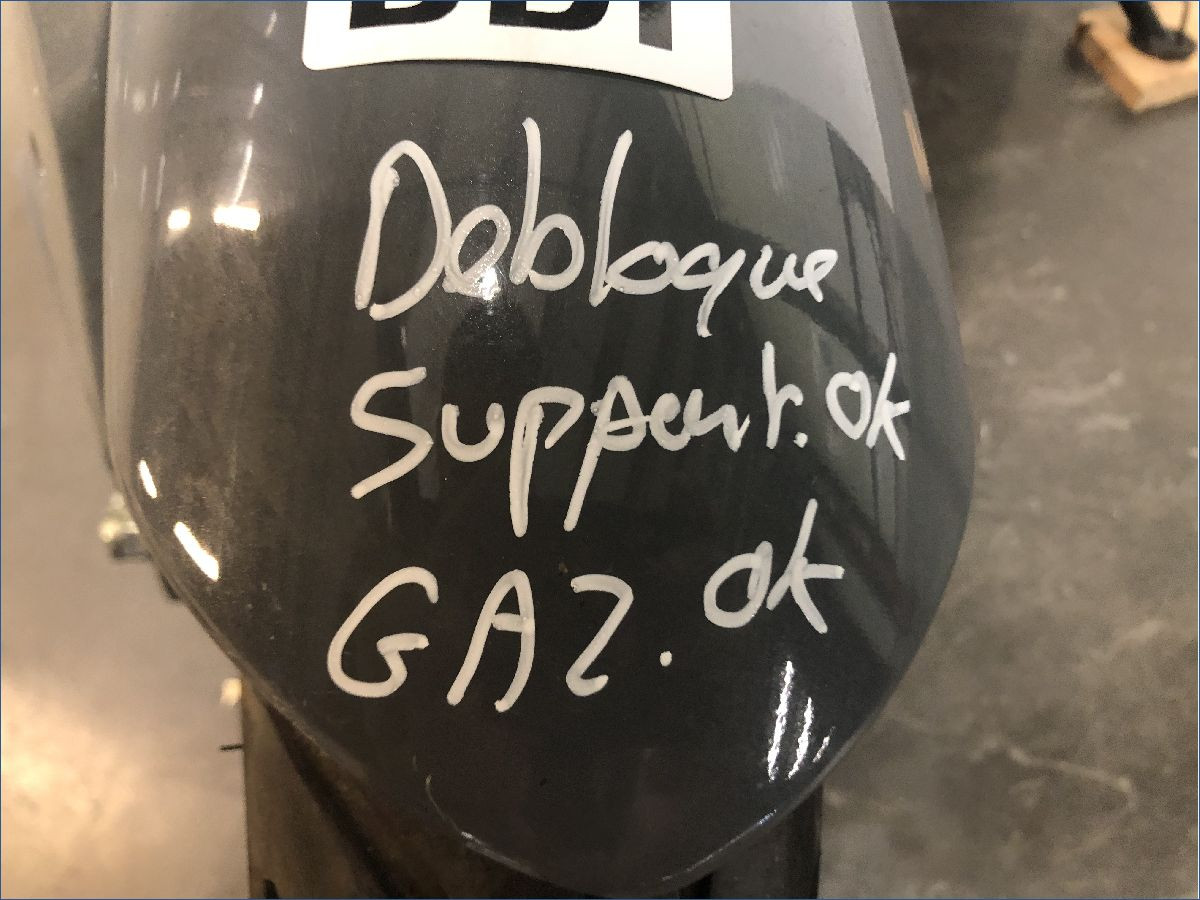 Debloque
Support. ok
GAZ. ok